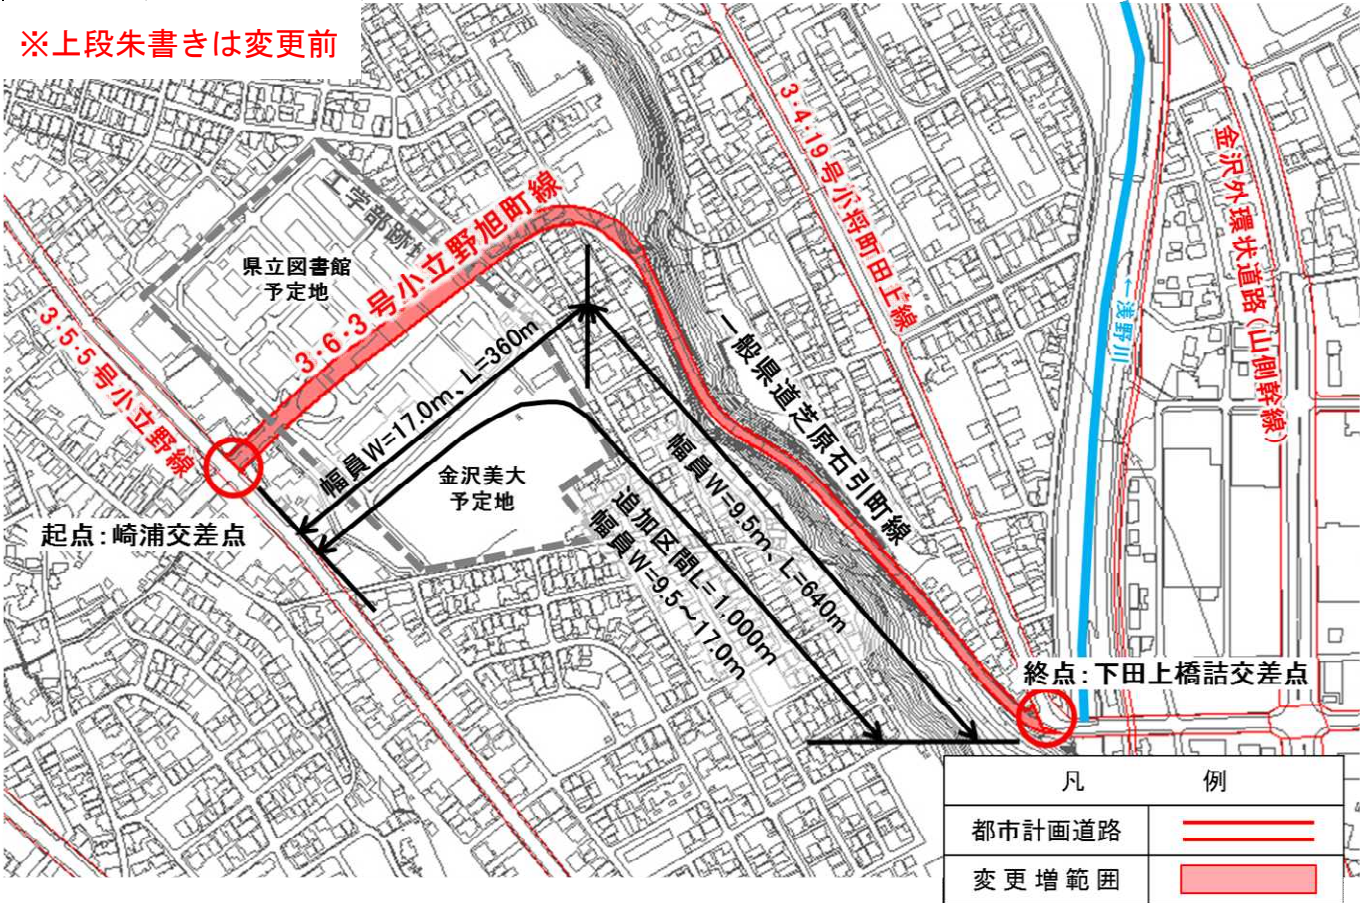 ※上段朱書きは変更前
3・4・19号小将町田上線
金沢外環状道路(山側幹線)
←浅野川
工学部跡地
県立図書館
予定地
3・6・3号小立野旭町線
3・5・5号小立野線
一般県道芝原石引町線
幅員W=17.0m、L=360m
幅員W=9.5m、L=640m
金沢美大
予定地
追加区間L=1,000m
幅員W=9.5～17.0m
起点:崎浦交差点
終点:下田上橋詰交差点
凡 例
都市計画道路
変更増範囲